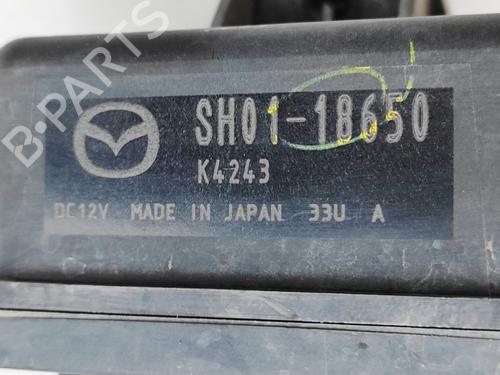 B-PARTS
SH01-18650
K4243
DC12V MADE IN JAPAN 33U A